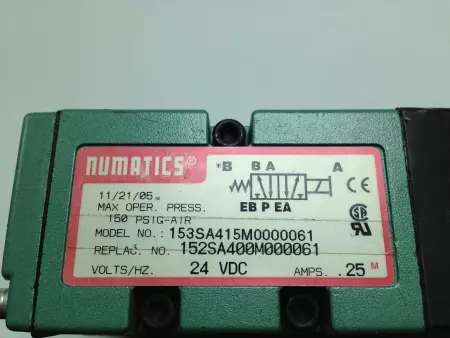 NUMATICS®
*B B A A
EB P EA
11/21/05
MAX OPER. PRESS.
150 PSIG-AIR
MODEL NO.: 153SA415M0000061
REPLAC. NO. 152SA400M000061
VOLTS/HZ. 24 VDC AMPS. .25 M